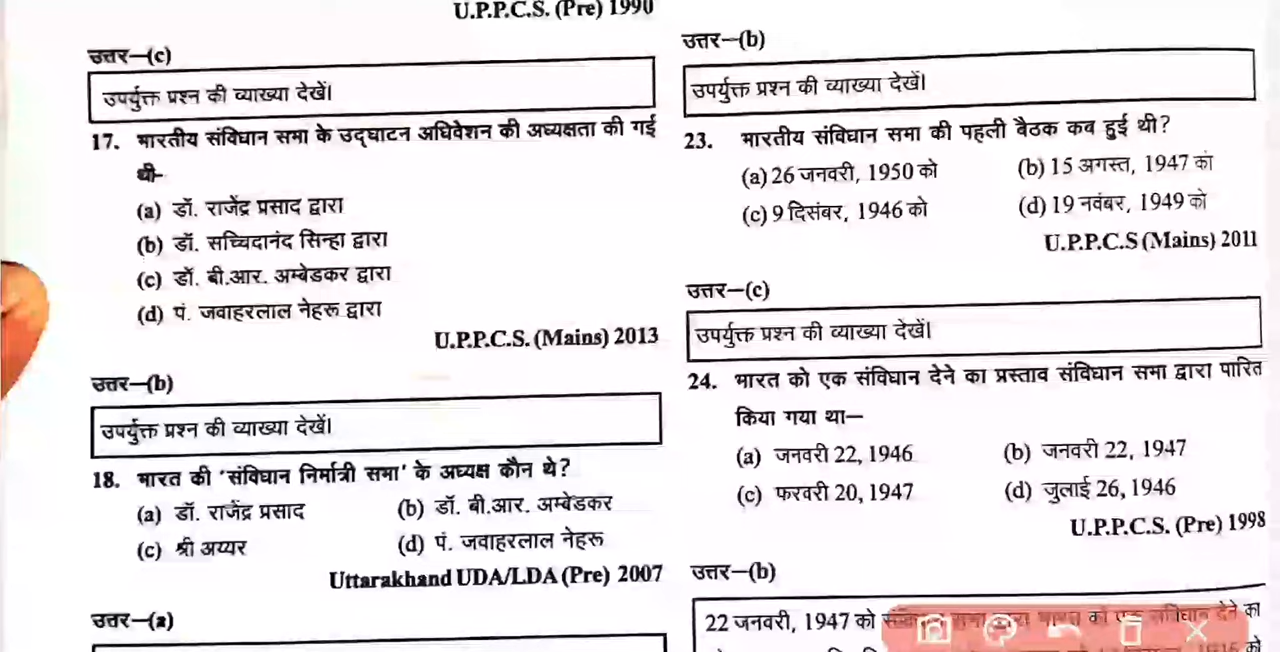 U.P.P.C.S. (Pre) 1990
उत्तर–(c)
उपर्युक्त प्रश्न की व्याख्या देखें।
17. भारतीय संविधान सभा के उद्घाटन अधिवेशन की अध्यक्षता की गई
थी-
(a) डॉ. राजेंद्र प्रसाद द्वारा
(b) डॉ. सच्चिदानंद सिन्हा द्वारा
(c) डॉ. बी.आर. अम्बेडकर द्वारा
(d) पं. जवाहरलाल नेहरू द्वारा
U.P.P.C.S. (Mains) 2013
उत्तर–(b)
उपर्युक्त प्रश्न की व्याख्या देखें।
18. भारत की 'संविधान निर्मात्री सभा' के अध्यक्ष कौन थे?
(a) डॉ. राजेंद्र प्रसाद (b) डॉ. बी.आर. अम्बेडकर
(c) श्री अय्यर (d) पं. जवाहरलाल नेहरू
Uttarakhand UDA/LDA (Pre) 2007
उत्तर–(a)
उत्तर–(b)
उपर्युक्त प्रश्न की व्याख्या देखें।
23. भारतीय संविधान सभा की पहली बैठक कब हुई थी?
(a) 26 जनवरी, 1950 को (b) 15 अगस्त, 1947 को
(c) 9 दिसंबर, 1946 को (d) 19 नवंबर, 1949 को
U.P.P.C.S (Mains) 2011
उत्तर–(c)
उपर्युक्त प्रश्न की व्याख्या देखें।
24. भारत को एक संविधान देने का प्रस्ताव संविधान सभा द्वारा पारित
किया गया था–
(a) जनवरी 22, 1946 (b) जनवरी 22, 1947
(c) फरवरी 20, 1947 (d) जुलाई 26, 1946
U.P.P.C.S. (Pre) 1998
उत्तर–(b)
22 जनवरी, 1947 को संविधान सभा द्वारा भारत को एक संविधान देने का